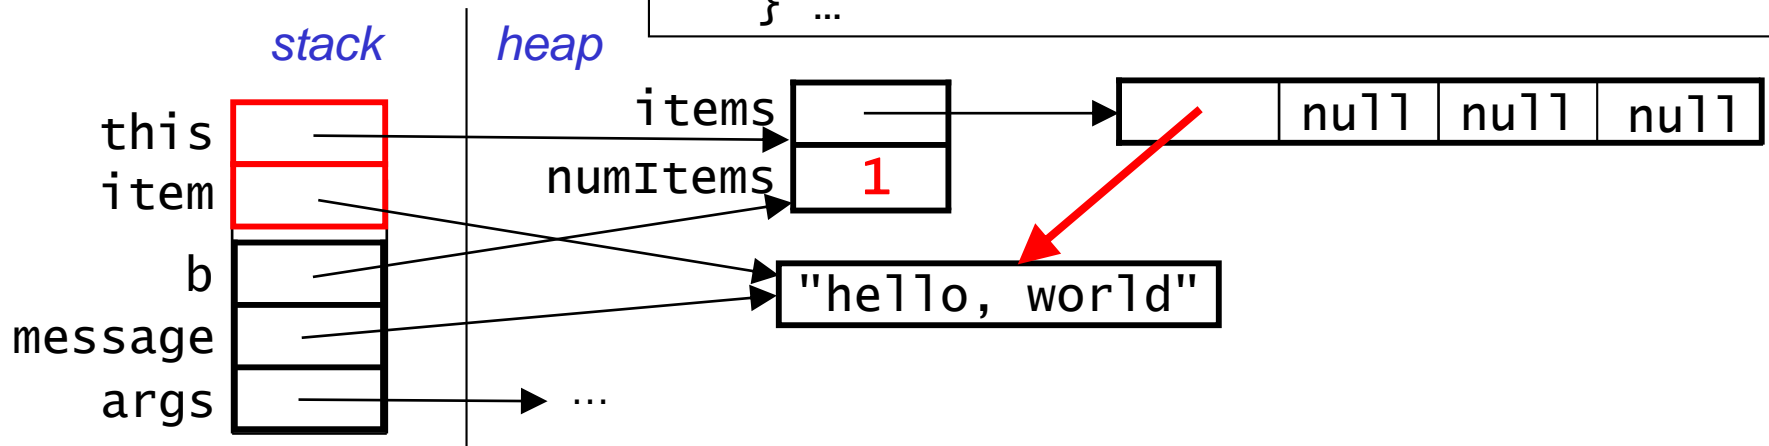 } …
stack heap
items null null null
this
numItems 1
item
b
"hello, world"
message
args …